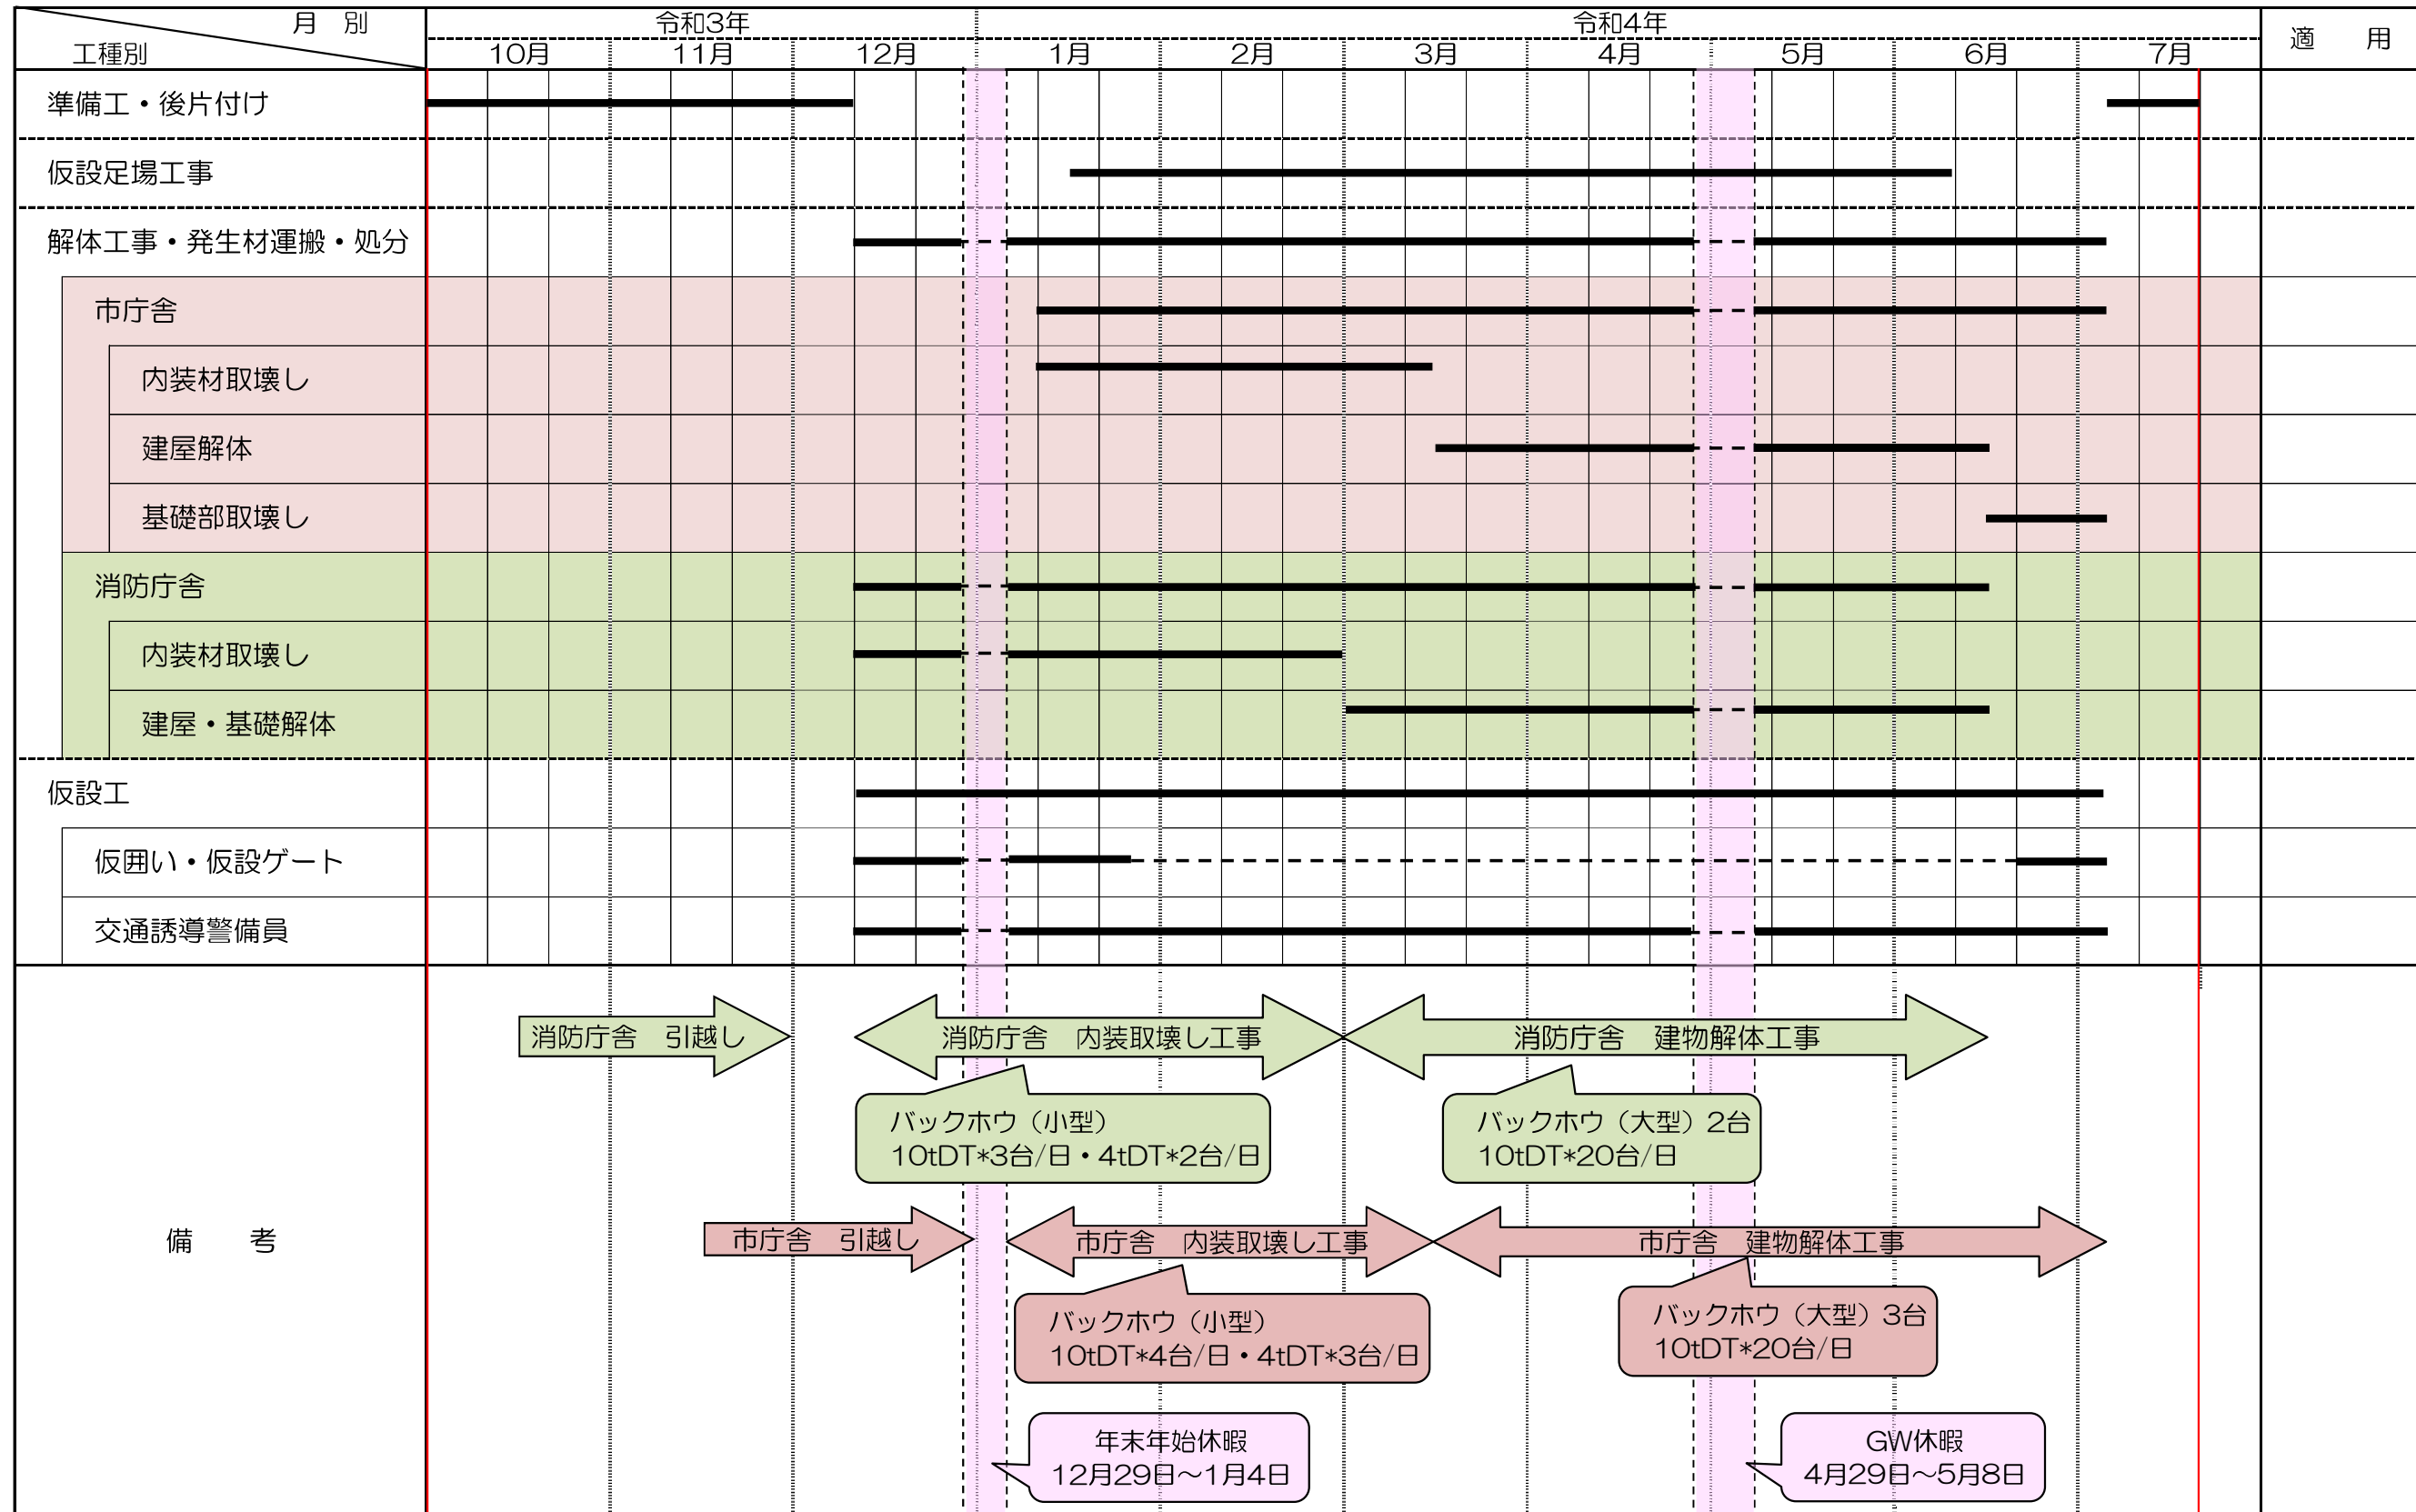 月　別
工種別
令和3年
令和4年
適　用
10月
11月
12月
1月
2月
3月
4月
5月
6月
7月
準備工・後片付け
仮設足場工事
解体工事・発生材運搬・処分
市庁舎
内装材取壊し
建屋解体
基礎部取壊し
消防庁舎
内装材取壊し
建屋・基礎解体
仮設工
仮囲い・仮設ゲート
交通誘導警備員
備　考
消防庁舎　引越し
消防庁舎　内装取壊し工事
消防庁舎　建物解体工事
バックホウ（小型）
10tDT*3台/日・4tDT*2台/日
バックホウ（大型）2台
10tDT*20台/日
市庁舎　引越し
市庁舎　内装取壊し工事
市庁舎　建物解体工事
バックホウ（小型）
10tDT*4台/日・4tDT*3台/日
バックホウ（大型）3台
10tDT*20台/日
年末年始休暇
12月29日～1月4日
GW休暇
4月29日～5月8日